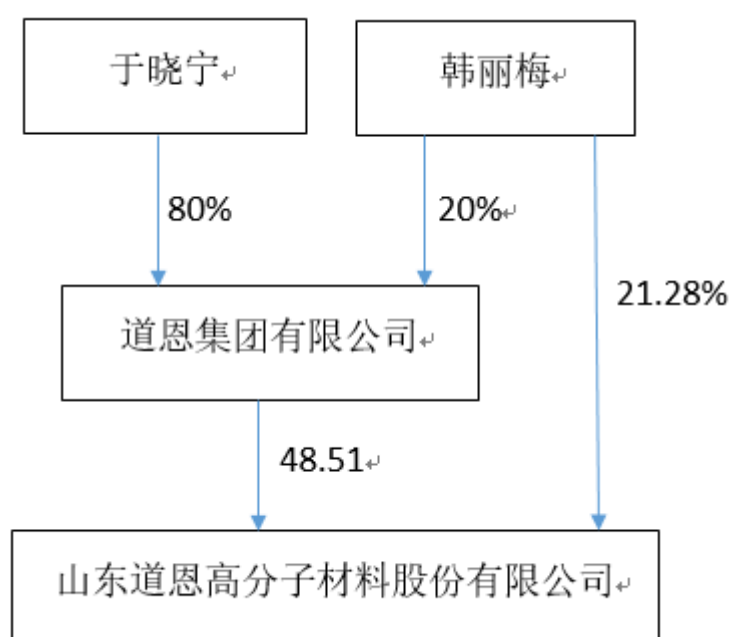 于晓宁
韩丽梅
80%
20%
21.28%
道恩集团有限公司
48.51
山东道恩高分子材料股份有限公司